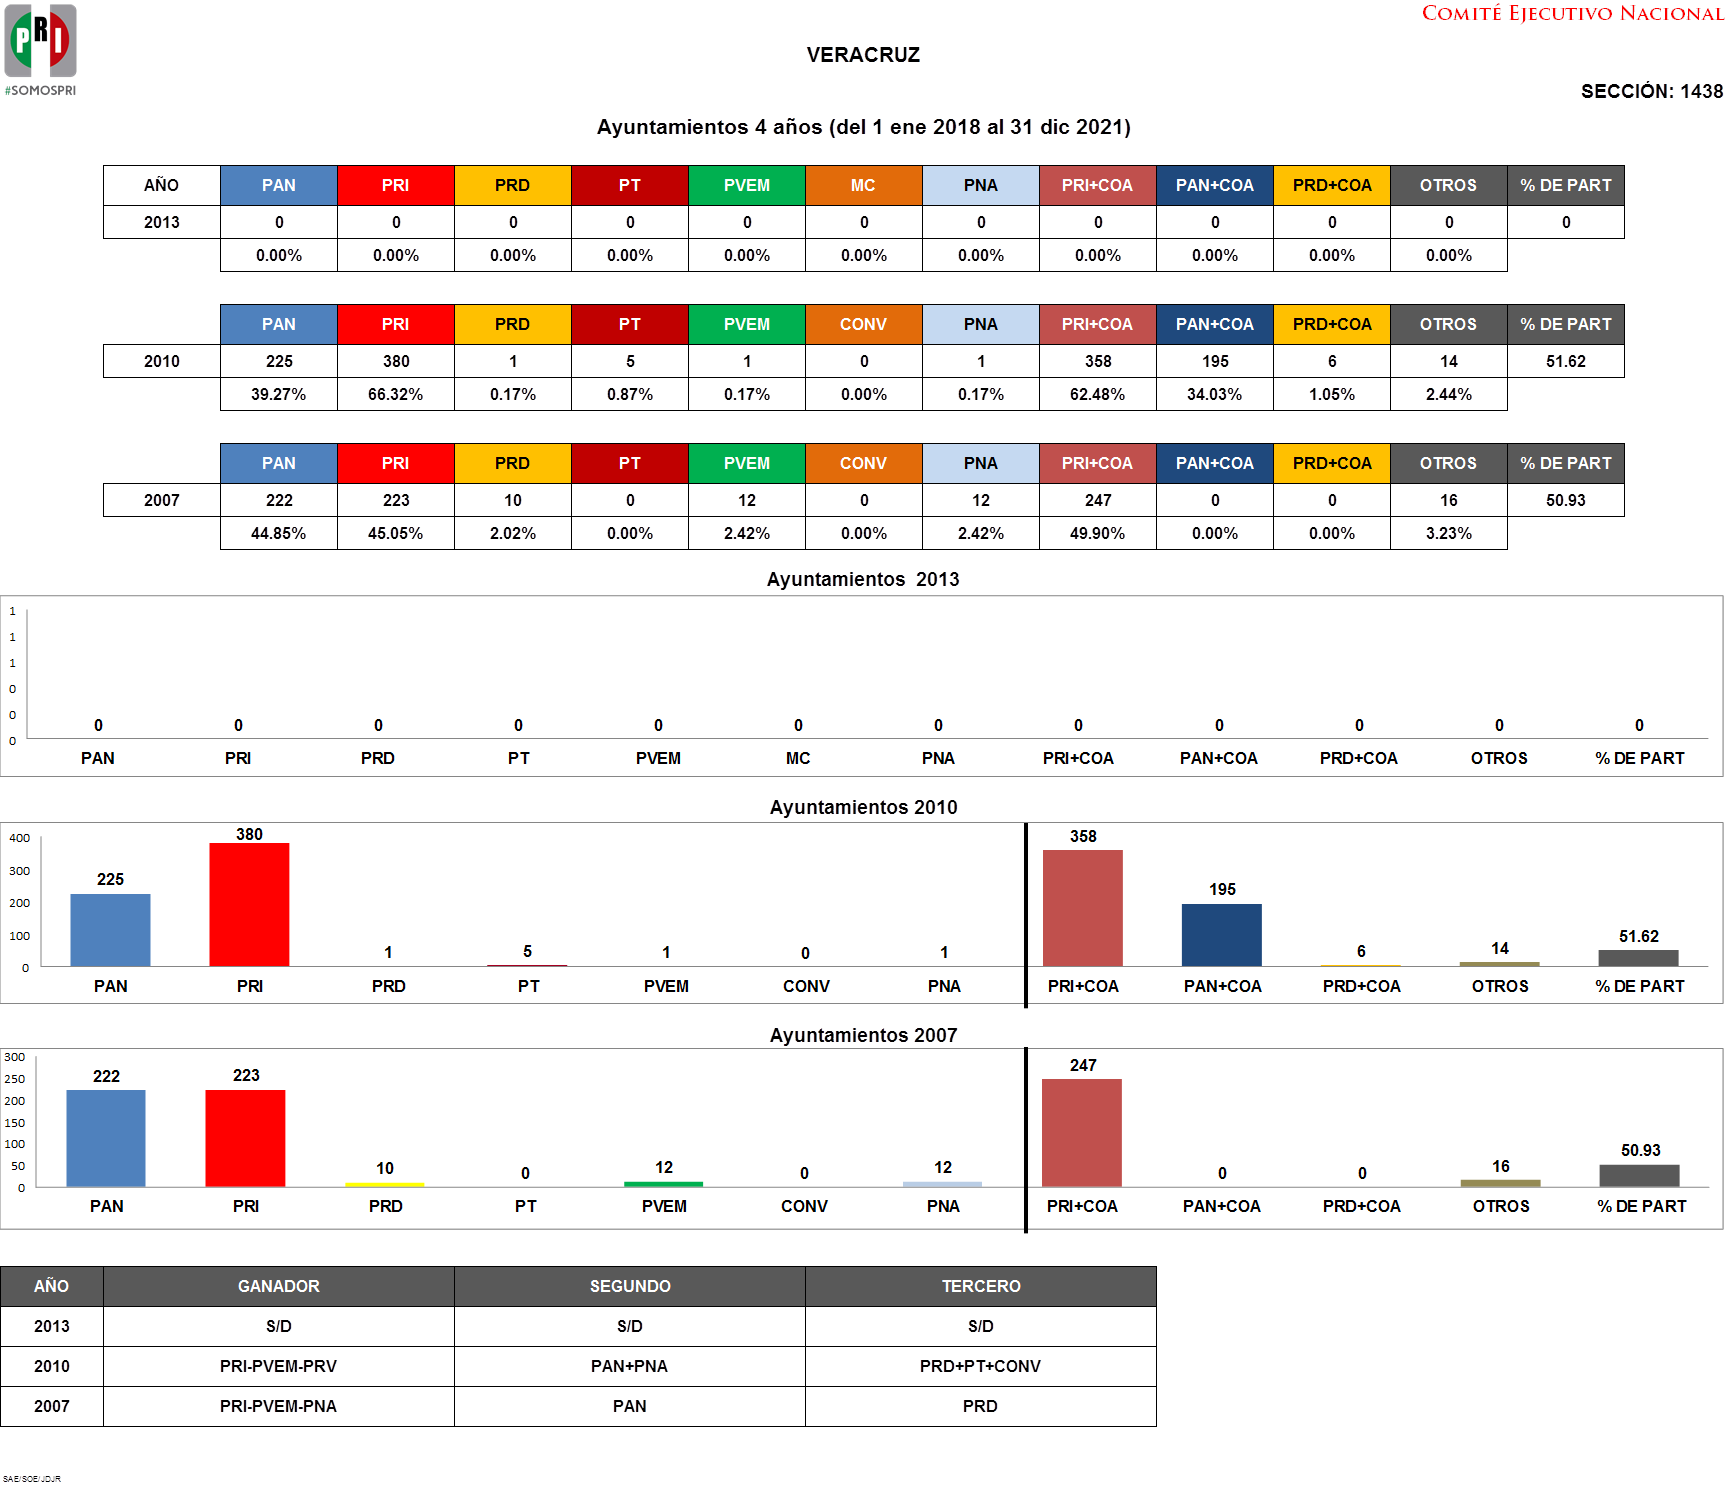 PRI
#SOMOSPRI
COMITÉ EJECUTIVO NACIONAL
VERACRUZ
SECCIÓN: 1438
Ayuntamientos 4 años (del 1 ene 2018 al 31 dic 2021)
AÑO PAN PRI PRD PT PVEM MC PNA PRI+COA PAN+COA PRD+COA OTROS % DE PART
2013 0 0 0 0 0 0 0 0 0 0 0 0
0.00% 0.00% 0.00% 0.00% 0.00% 0.00% 0.00% 0.00% 0.00% 0.00% 0.00%
PAN PRI PRD PT PVEM CONV PNA PRI+COA PAN+COA PRD+COA OTROS % DE PART
2010 225 380 1 5 1 0 1 358 195 6 14 51.62
39.27% 66.32% 0.17% 0.87% 0.17% 0.00% 0.17% 62.48% 34.03% 1.05% 2.44%
PAN PRI PRD PT PVEM CONV PNA PRI+COA PAN+COA PRD+COA OTROS % DE PART
2007 222 223 10 0 12 0 12 247 0 0 16 50.93
44.85% 45.05% 2.02% 0.00% 2.42% 0.00% 2.42% 49.90% 0.00% 0.00% 3.23%
Ayuntamientos 2013
1
1
1
0
0
0
0 0 0 0 0 0 0 0 0 0 0 0
PAN PRI PRD PT PVEM MC PNA PRI+COA PAN+COA PRD+COA OTROS % DE PART
Ayuntamientos 2010
400
300
200
100
0
225 380 1 5 1 0 1 358 195 6 14 51.62
PAN PRI PRD PT PVEM CONV PNA PRI+COA PAN+COA PRD+COA OTROS % DE PART
Ayuntamientos 2007
300
250
200
150
100
50
0
222 223 10 0 12 0 12 247 0 0 16 50.93
PAN PRI PRD PT PVEM CONV PNA PRI+COA PAN+COA PRD+COA OTROS % DE PART
AÑO GANADOR SEGUNDO TERCERO
2013 S/D S/D S/D
2010 PRI-PVEM-PRV PAN+PNA PRD+PT+CONV
2007 PRI-PVEM-PNA PAN PRD
SAE/SOE/JDJR